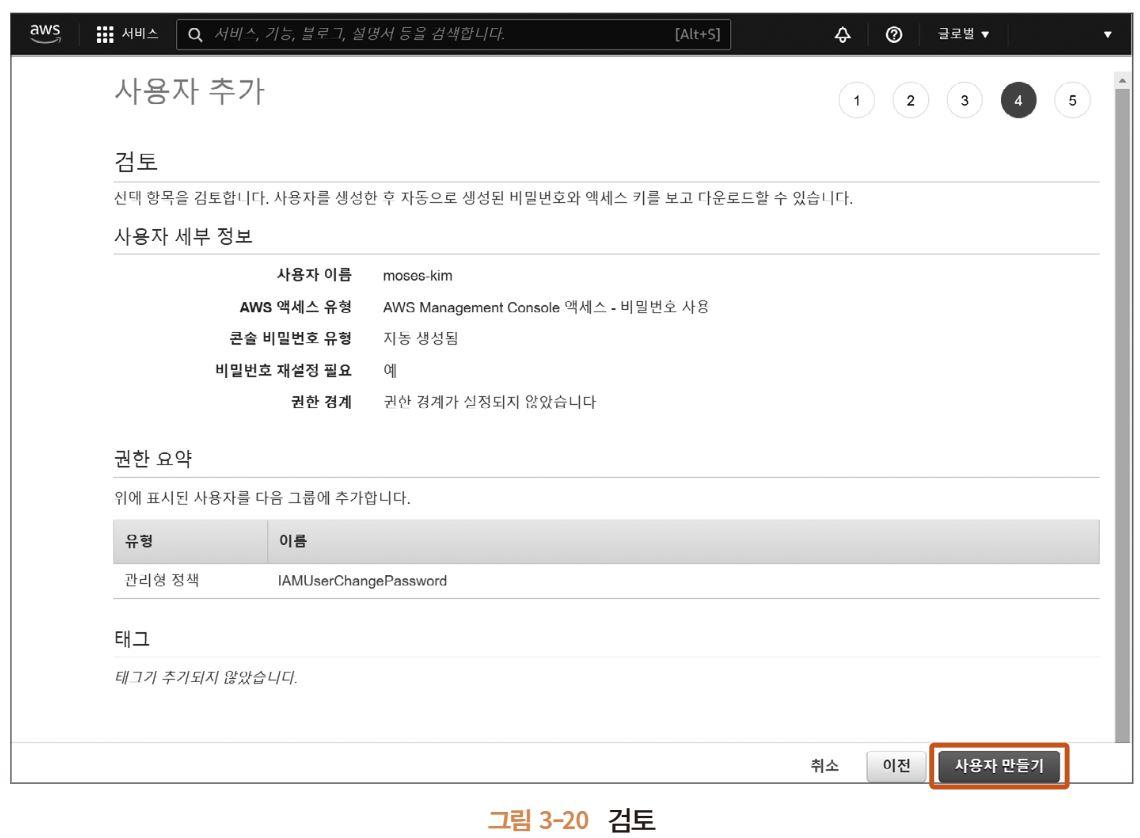 aws 서비스 서비스, 기능, 블로그, 설명서 등을 검색합니다. [Alt+S] 글로벌
사용자 추가 1 2 3 4 5
검토
선택 항목을 검토합니다. 사용자를 생성한 후 자동으로 생성된 비밀번호와 액세스 키를 보고 다운로드할 수 있습니다.
사용자 세부 정보
사용자 이름 moses-kim
AWS 액세스 유형 AWS Management Console 액세스 - 비밀번호 사용
콘솔 비밀번호 유형 자동 생성됨
비밀번호 재설정 필요 예
권한 경계 권한 경계가 설정되지 않았습니다
권한 요약
위에 표시된 사용자를 다음 그룹에 추가합니다.
유형 이름
관리형 정책 IAMUserChangePassword
태그
태그가 추가되지 않았습니다.
취소 이전 사용자 만들기
그림 3-20 검토